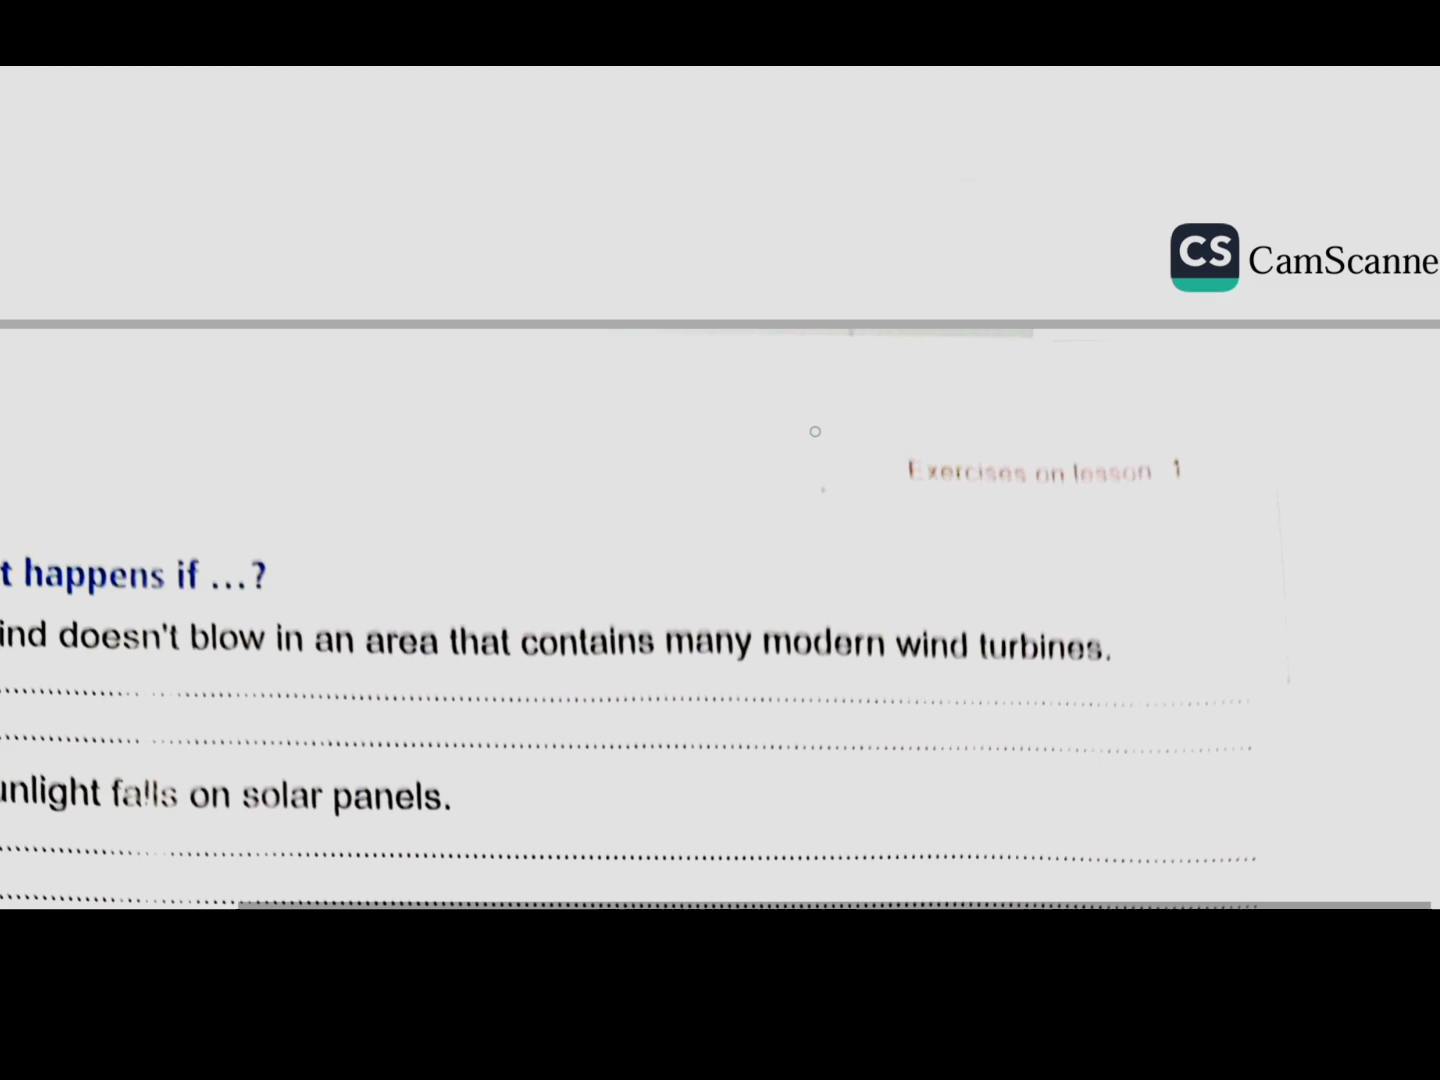 CS CamScanne
Exercises on lesson 1
t happens if ...?
ind doesn't blow in an area that contains many modern wind turbines.
unlight falls on solar panels.